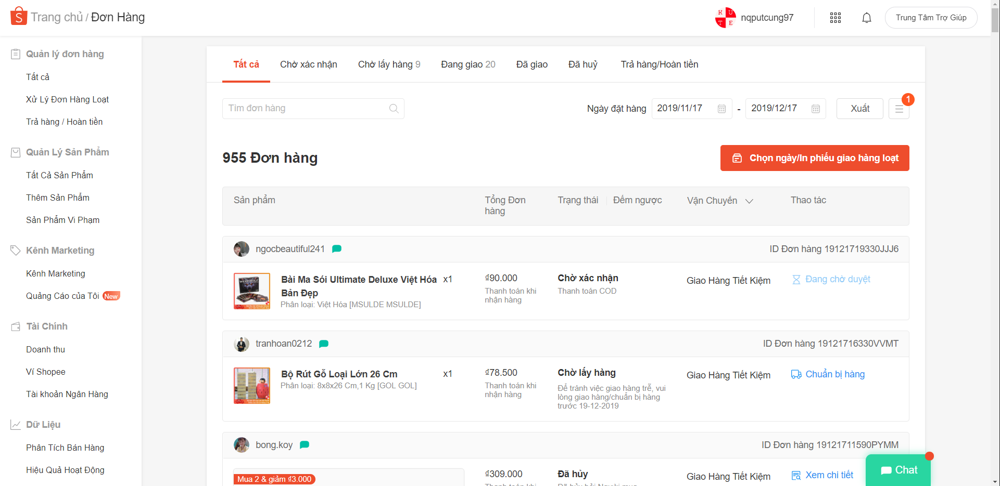 Trang chủ / Đơn Hàng
KUTE
nqputcung97
Trung Tâm Trợ Giúp
Quản lý đơn hàng
Tất cả
Xử Lý Đơn Hàng Loạt
Trả hàng / Hoàn tiền
Quản Lý Sản Phẩm
Tất Cả Sản Phẩm
Thêm Sản Phẩm
Sản Phẩm Vi Phạm
Kênh Marketing
Kênh Marketing
Quảng Cáo của Tôi New
Tài Chính
Doanh thu
Ví Shopee
Tài khoản Ngân Hàng
Dữ Liệu
Phân Tích Bán Hàng
Hiệu Quả Hoạt Động
Tất cả Chờ xác nhận Chờ lấy hàng 9 Đang giao 20 Đã giao Đã huỷ Trả hàng/Hoàn tiền
Tìm đơn hàng
Ngày đặt hàng 2019/11/17 - 2019/12/17 Xuất 1
955 Đơn hàng
Chọn ngày/In phiếu giao hàng loạt
Sản phẩm
Tổng Đơn
hàng
Trạng thái Đếm ngược
Vận Chuyển
Thao tác
ngocbeautiful241
ID Đơn hàng 19121719330JJJ6
WEREWOLF
Bài Ma Sói Ultimate Deluxe Việt Hóa x1
Bản Đẹp
Phân loại: Việt Hóa [MSULDE MSULDE]
₫90.000
Thanh toán khi
nhận hàng
Chờ xác nhận
Thanh toán COD
Giao Hàng Tiết Kiệm
Đang chờ duyệt
tranhoan0212
ID Đơn hàng 19121716330VVMT
Bộ Rút Gỗ Loại Lớn 26 Cm x1
Phân loại: 8x8x26 Cm,1 Kg [GOL GOL]
₫78.500
Thanh toán khi
nhận hàng
Chờ lấy hàng
Để tránh việc giao hàng trễ, vui
lòng giao hàng/chuẩn bị hàng
trước 19-12-2019
Giao Hàng Tiết Kiệm
Chuẩn bị hàng
bong.koy
ID Đơn hàng 19121711590PYMM
Mua 2 & giảm ₫3.000
₫309.000
Thanh toán khi
Đã hủy
Đã hủy bởi Người mua
Giao Hàng Tiết Kiệm
Xem chi tiết
Chat